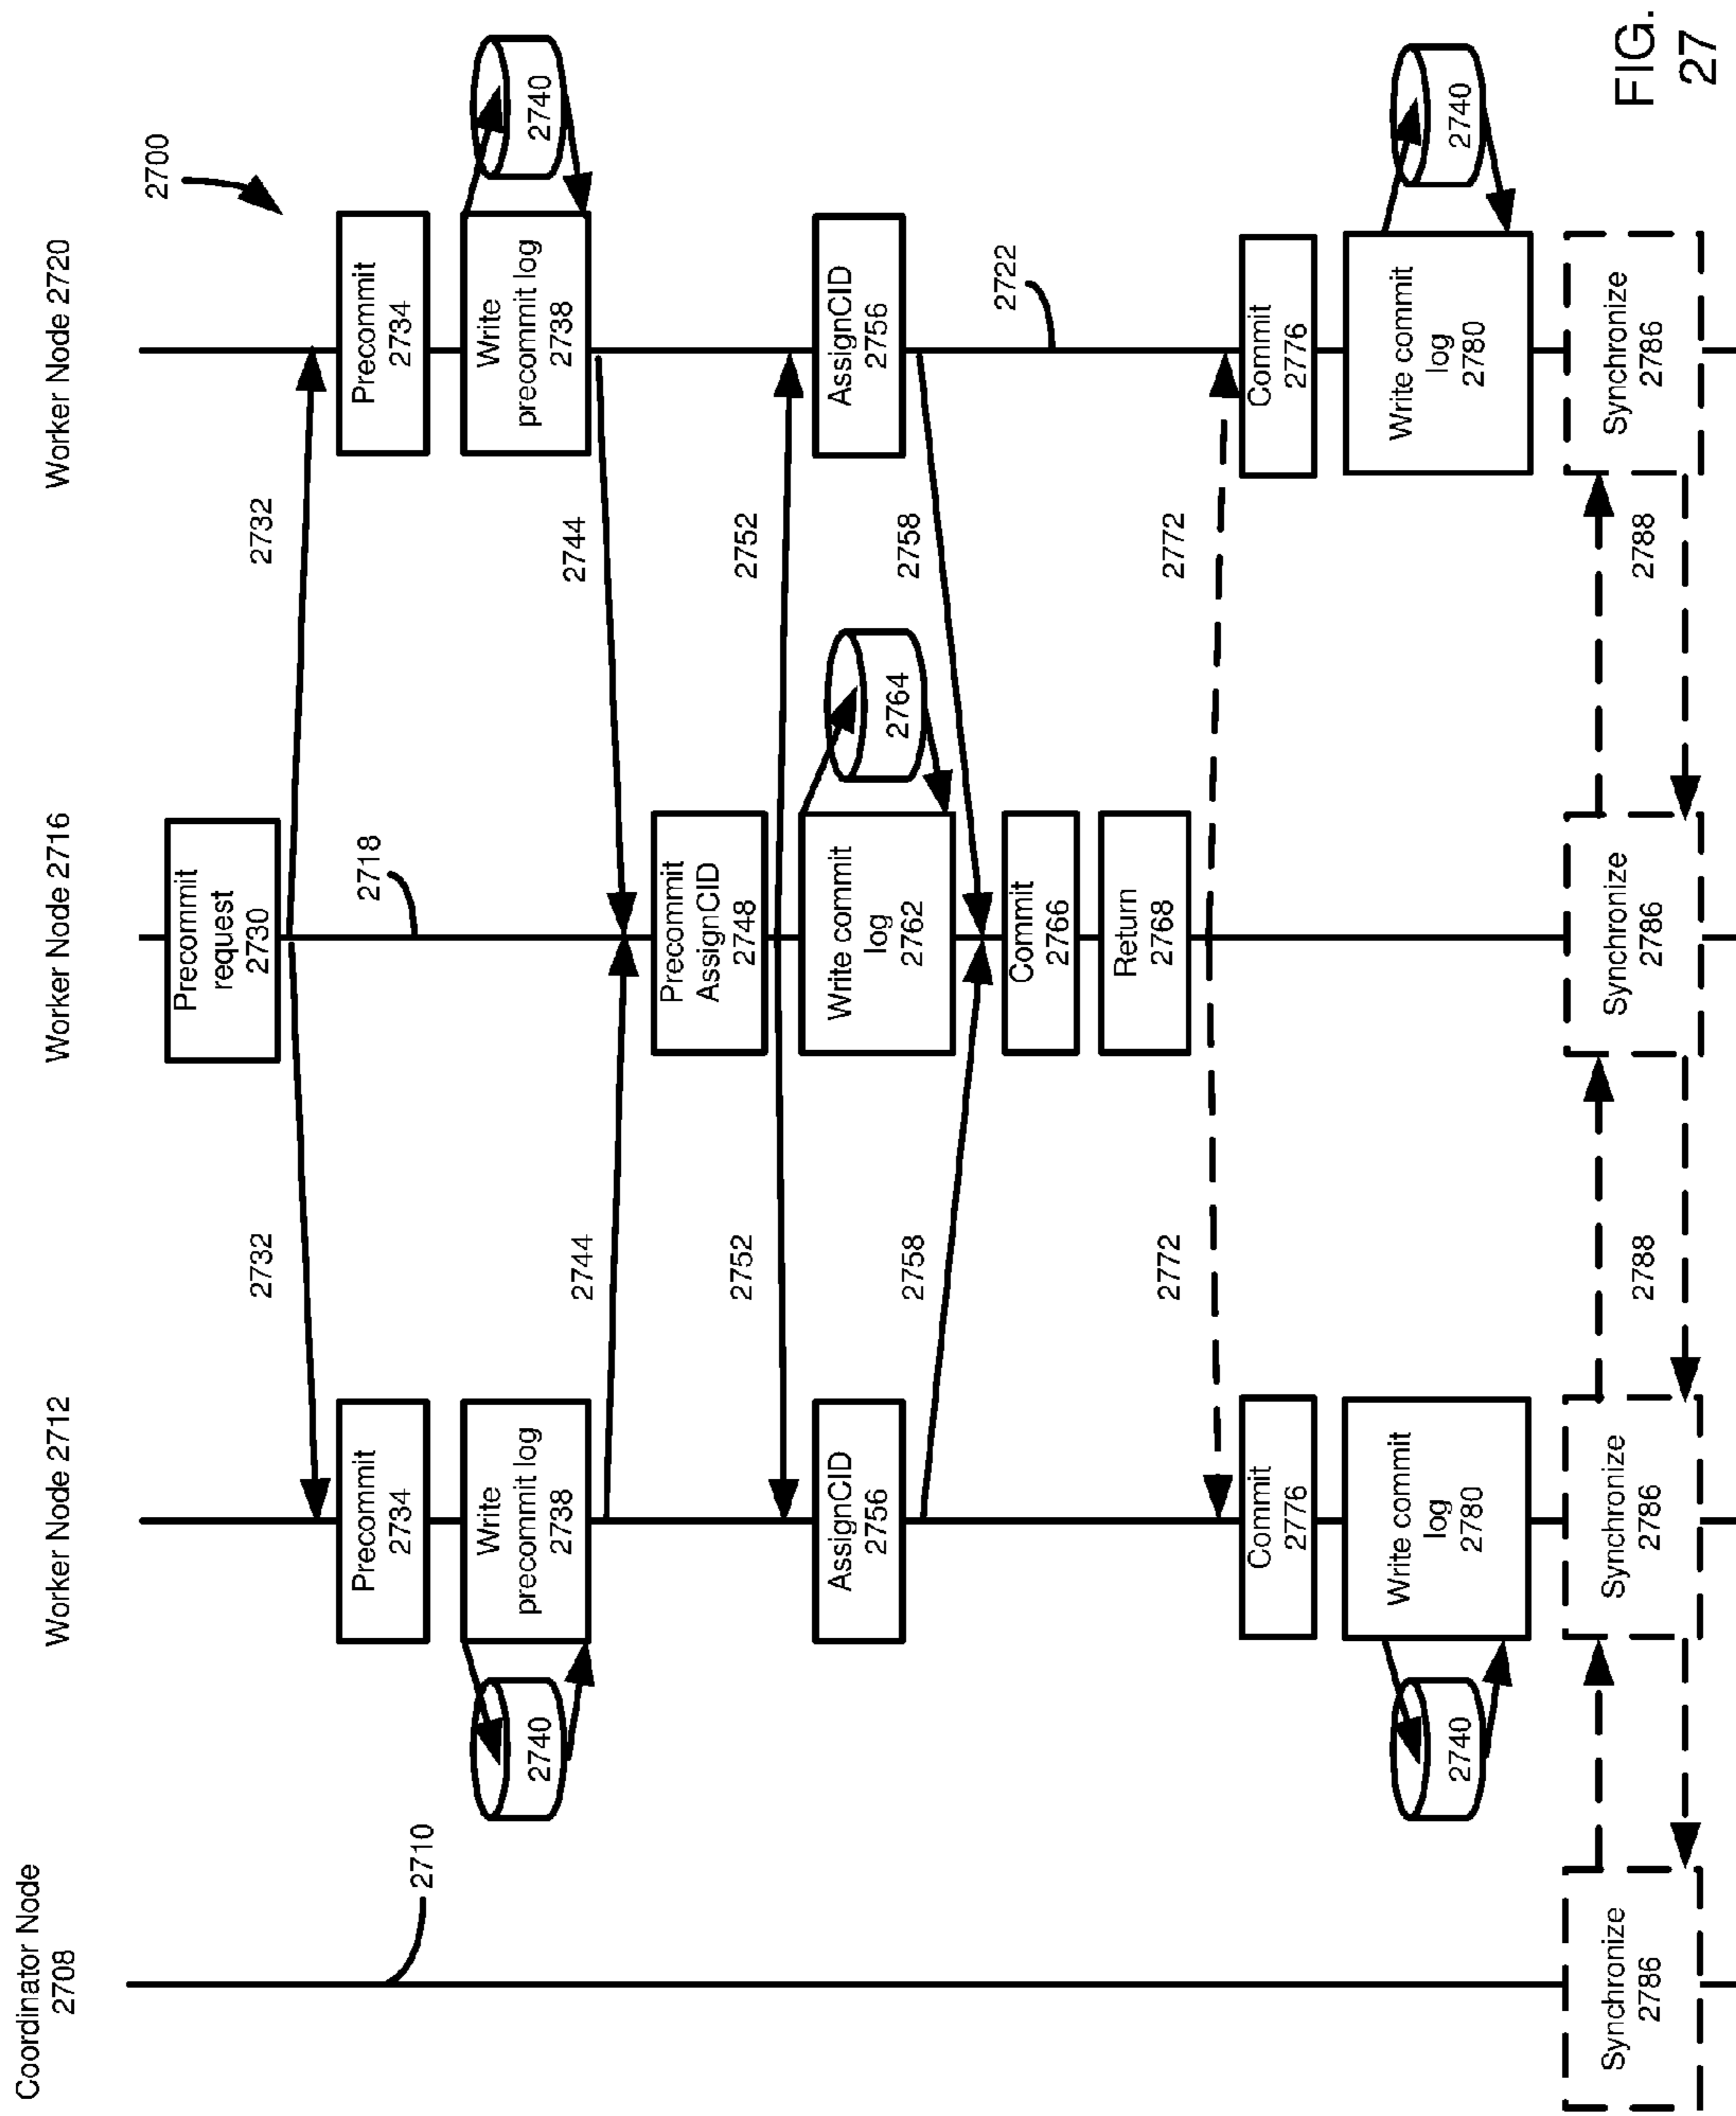 Coordinator Node
2708
Worker Node 2712
Worker Node 2716
Worker Node 2720
2700
Precommit
request
2730
2732
2732
2710
2718
Precommit
2734
Precommit
2734
2740
Write
precommit log
2738
Write
precommit log
2738
2740
2744
2744
Precommit
AssignCID
2748
2752
2752
AssignCID
2756
Write commit
log
2762
2764
AssignCID
2756
2758
2758
2722
Commit
2766
Return
2768
2772
2772
Commit
2776
Commit
2776
2740
Write commit
log
2780
Write commit
log
2780
2740
Synchronize
2786
Synchronize
2786
2788
Synchronize
2786
2788
Synchronize
2786
FIG.
27